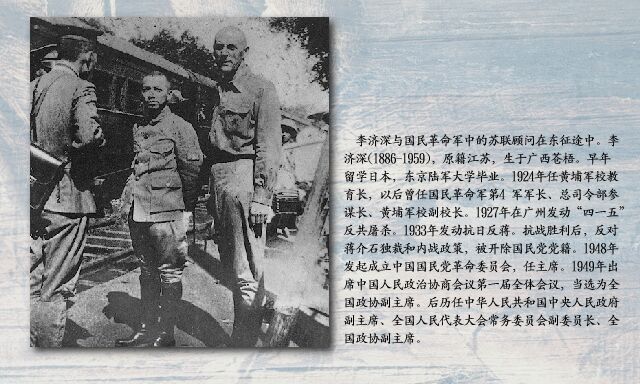 李济深与国民革命军中的苏联顾问在东征途中。李
济深(1886-1959)，原籍江苏，生于广西苍梧。早年
留学日本，东京陆军大学毕业。1924年任黄埔军校教
育长，以后曾任国民革命军第4 军军长、总司令部参
谋长、黄埔军校副校长。1927年在广州发动“四一五”
反共屠杀。1933年发动抗日反蒋。抗战胜利后，反对
蒋介石独裁和内战政策，被开除国民党党籍。1948年
发起成立中国国民党革命委员会，任主席。1949年出
席中国人民政治协商会议第一届全体会议，当选为全
国政协副主席。后历任中华人民共和国中央人民政府
副主席、全国人民代表大会常务委员会副委员长、全
国政协副主席。